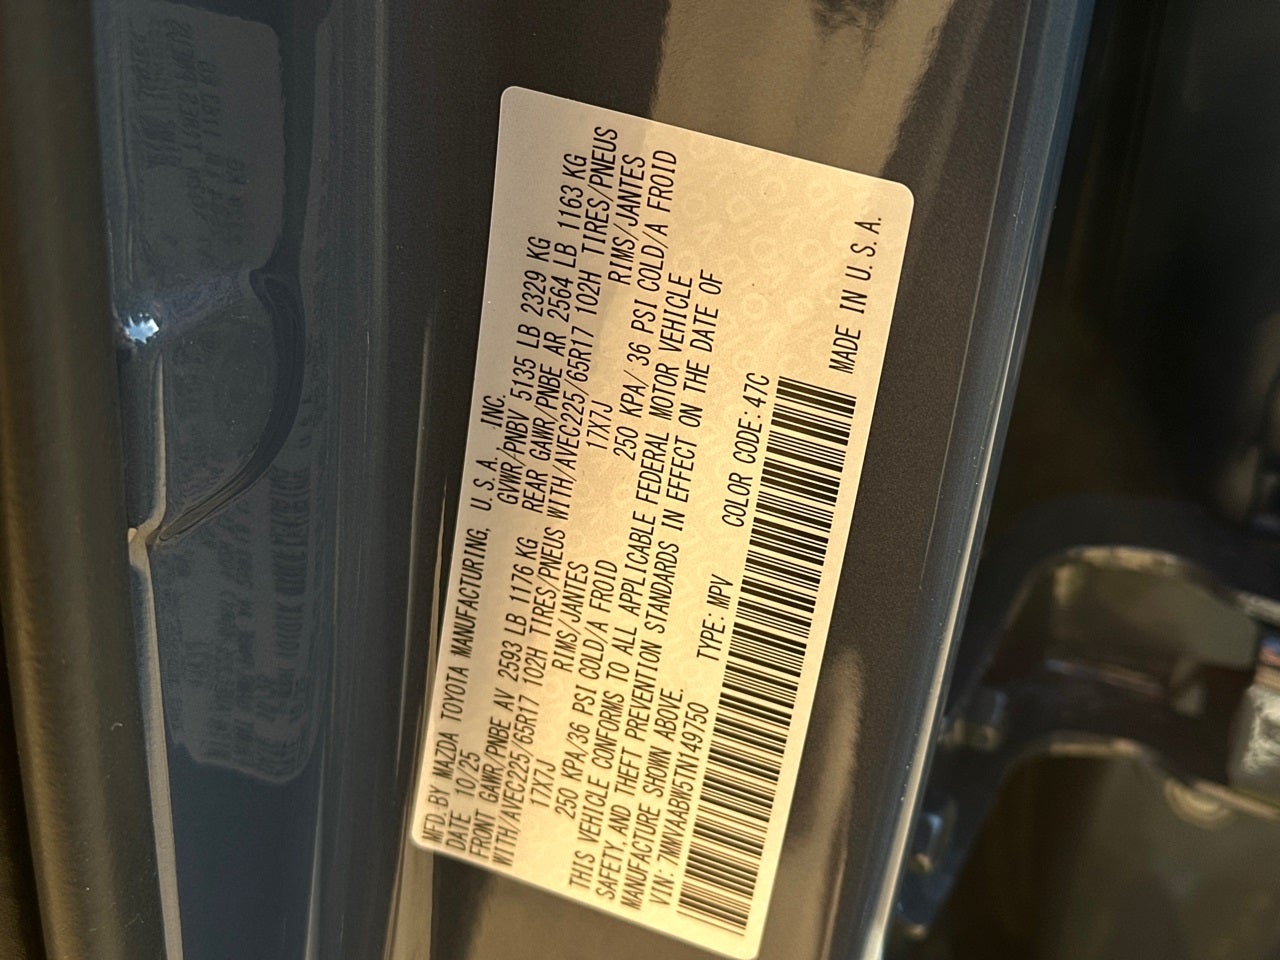 MFD. BY MAZDA TOYOTA MANUFACTURING, U.S.A. INC.
DATE 10/25 GVWR/PNBV 5135 LB 2329 KG
FRONT GAWR/PNBE AV 2593 LB 1176 KG REAR GAWR/PNBE AR 2564 LB 1163 KG
WITH/AVEC225/65R17 102H TIRES/PNEUS WITH/AVEC225/65R17 102H TIRES/PNEUS
17X7J RIMS/JANTES 17X7J RIMS/JANTES
250 KPA/36 PSI COLD/A FROID 250 KPA/ 36 PSI COLD/A FROID
THIS VEHICLE CONFORMS TO ALL APPLICABLE FEDERAL MOTOR VEHICLE
SAFETY, AND THEFT PREVENTION STANDARDS IN EFFECT ON THE DATE OF
MANUFACTURE SHOWN ABOVE.
VIN: 7MMVAABW5TN149750 TYPE: MPV COLOR CODE: 47C
MADE IN U.S.A.